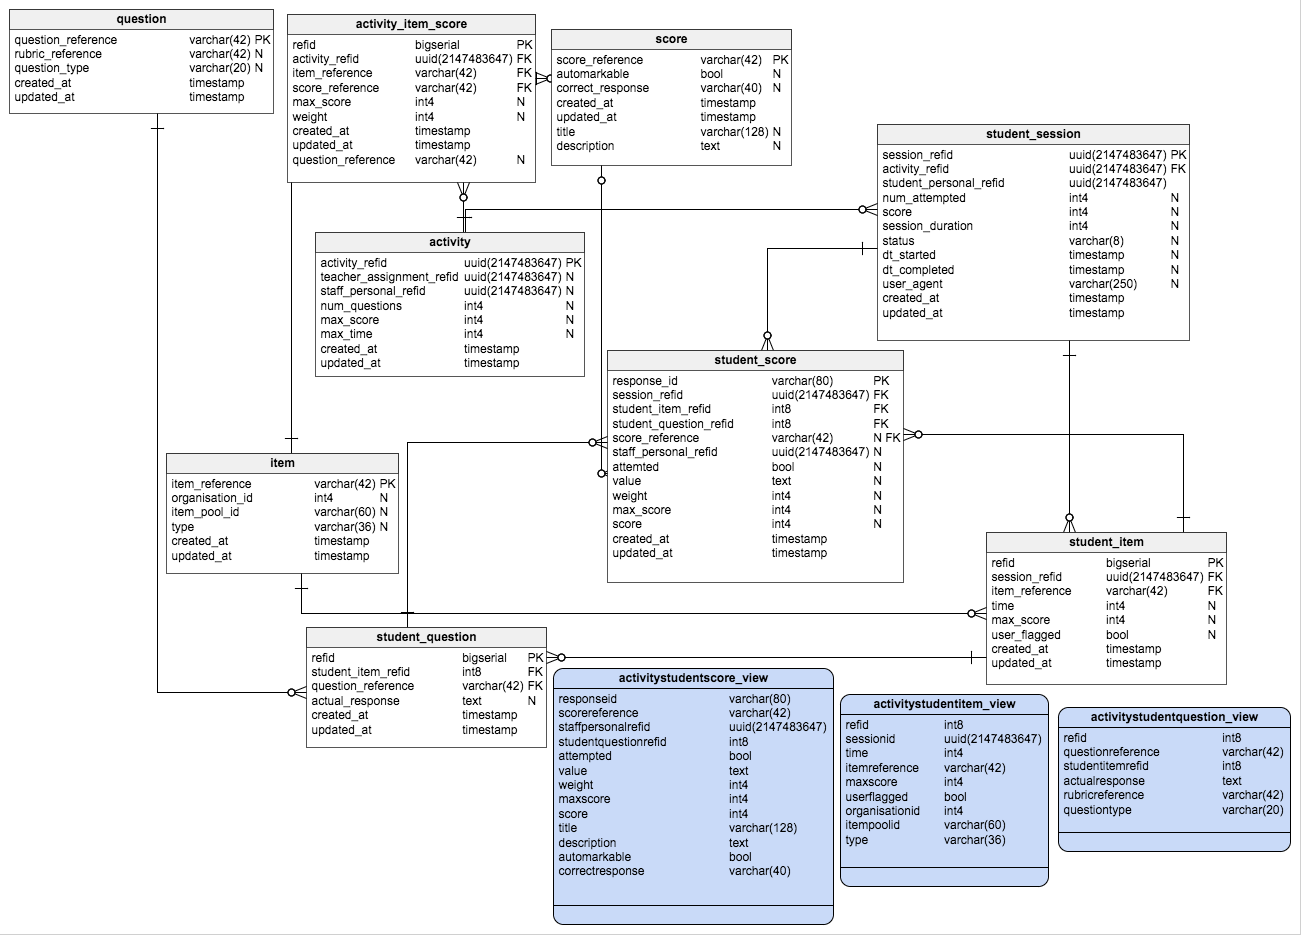 question
question_reference varchar(42) PK
rubric_reference varchar(42) N
question_type varchar(20) N
created_at timestamp
updated_at timestamp
activity_item_score
refid bigserial PK
activity_refid uuid(2147483647) FK
item_reference varchar(42) FK
score_reference varchar(42) FK
max_score int4 N
weight int4 N
created_at timestamp
updated_at timestamp
question_reference varchar(42) N
score
score_reference varchar(42) PK
automarkable bool N
correct_response varchar(40) N
created_at timestamp
updated_at timestamp
title varchar(128) N
description text N
student_session
session_refid uuid(2147483647) PK
activity_refid uuid(2147483647) FK
student_personal_refid uuid(2147483647)
num_attempted int4 N
score int4 N
session_duration int4 N
status varchar(8) N
dt_started timestamp N
dt_completed timestamp N
user_agent varchar(250) N
created_at timestamp
updated_at timestamp
activity
activity_refid uuid(2147483647) PK
teacher_assignment_refid uuid(2147483647) N
staff_personal_refid uuid(2147483647) N
num_questions int4 N
max_score int4 N
max_time int4 N
created_at timestamp
updated_at timestamp
student_score
response_id varchar(80) PK
session_refid uuid(2147483647) FK
student_item_refid int8 FK
student_question_refid int8 FK
score_reference varchar(42) N FK
staff_personal_refid uuid(2147483647) N
attemted bool N
value text N
weight int4 N
max_score int4 N
score int4 N
created_at timestamp
updated_at timestamp
item
item_reference varchar(42) PK
organisation_id int4 N
item_pool_id varchar(60) N
type varchar(36) N
created_at timestamp
updated_at timestamp
student_item
refid bigserial PK
session_refid uuid(2147483647) FK
item_reference varchar(42) FK
time int4 N
max_score int4 N
user_flagged bool N
created_at timestamp
updated_at timestamp
student_question
refid bigserial PK
student_item_refid int8 FK
question_reference varchar(42) FK
actual_response text N
created_at timestamp
updated_at timestamp
activitystudentscore_view
responseid varchar(80)
scorereference varchar(42)
staffpersonalrefid uuid(2147483647)
studentquestionrefid int8
attempted bool
value text
weight int4
maxscore int4
score int4
title varchar(128)
description text
automarkable bool
correctresponse varchar(40)
activitystudentitem_view
refid int8
sessionid uuid(2147483647)
time int4
itemreference varchar(42)
maxscore int4
userflagged bool
organisationid int4
itempoolid varchar(60)
type varchar(36)
activitystudentquestion_view
refid int8
questionreference varchar(42)
studentitemrefid int8
actualresponse text
rubricreference varchar(42)
questiontype varchar(20)